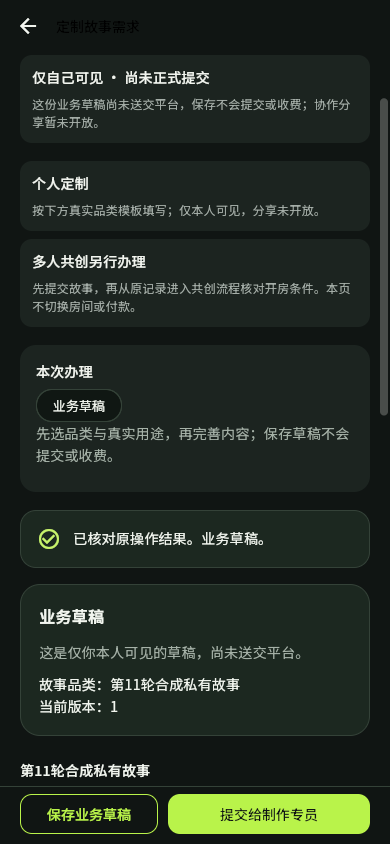 定制故事需求
仅自己可见 · 尚未正式提交
这份业务草稿尚未送交平台，保存不会提交或收费；协作分
享暂未开放。
个人定制
按下方真实品类模板填写；仅本人可见，分享未开放。
多人共创另行办理
先提交故事，再从原记录进入共创流程核对开房条件。本页
不切换房间或付款。
本次办理
业务草稿
先选品类与真实用途，再完善内容；保存草稿不会
提交或收费。
已核对原操作结果。业务草稿。
业务草稿
这是仅你本人可见的草稿，尚未送交平台。
故事品类：第11轮合成私有故事
当前版本：1
第11轮合成私有故事
保存业务草稿
提交给制作专员